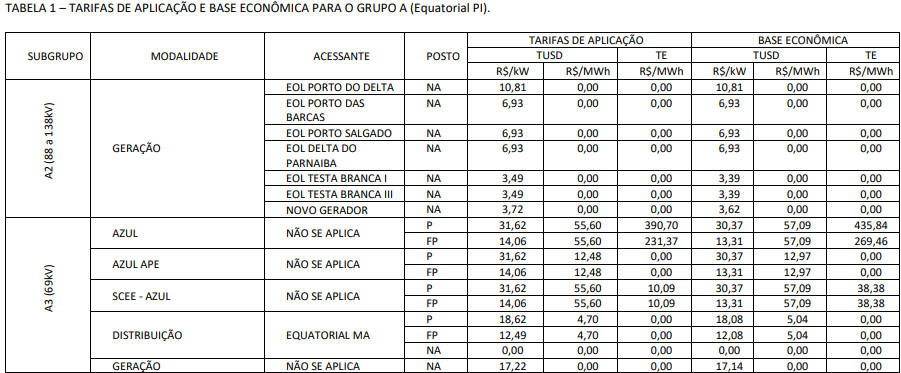 TABELA 1 – TARIFAS DE APLICAÇÃO E BASE ECONÔMICA PARA O GRUPO A (Equatorial PI).
SUBGRUPO MODALIDADE ACESSANTE POSTO TARIFAS DE APLICAÇÃO BASE ECONÔMICA
TUSD TE TUSD TE
R$/kW R$/MWh R$/MWh R$/kW R$/MWh R$/MWh
A2 (88 a 138kV)
GERAÇÃO
EOL PORTO DO DELTA NA 10,81 0,00 0,00 10,81 0,00 0,00
EOL PORTO DAS NA 6,93 0,00 0,00 6,93 0,00 0,00
BARCAS
EOL PORTO SALGADO NA 6,93 0,00 0,00 6,93 0,00 0,00
EOL DELTA DO NA 6,93 0,00 0,00 6,93 0,00 0,00
PARNAIBA
EOL TESTA BRANCA I NA 3,49 0,00 0,00 3,39 0,00 0,00
EOL TESTA BRANCA III NA 3,49 0,00 0,00 3,39 0,00 0,00
NOVO GERADOR NA 3,72 0,00 0,00 3,62 0,00 0,00
A3 (69kV)
AZUL NÃO SE APLICA P 31,62 55,60 390,70 30,37 57,09 435,84
FP 14,06 55,60 231,37 13,31 57,09 269,46
AZUL APE NÃO SE APLICA P 31,62 12,48 0,00 30,37 12,97 0,00
FP 14,06 12,48 0,00 13,31 12,97 0,00
SCEE - AZUL NÃO SE APLICA P 31,62 55,60 10,09 30,37 57,09 38,38
FP 14,06 55,60 10,09 13,31 57,09 38,38
DISTRIBUIÇÃO EQUATORIAL MA P 18,62 4,70 0,00 18,08 5,04 0,00
FP 12,49 4,70 0,00 12,08 5,04 0,00
NA 0,00 0,00 0,00 0,00 0,00 0,00
GERAÇÃO NÃO SE APLICA NA 17,22 0,00 0,00 17,14 0,00 0,00